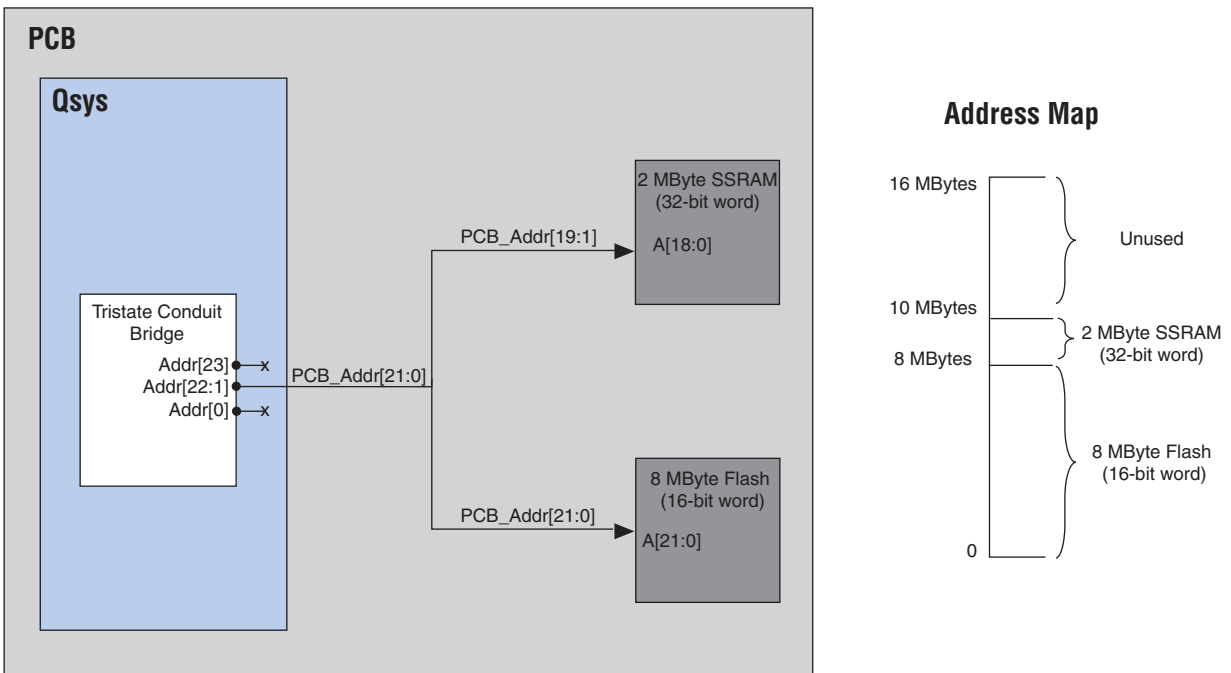 PCB
Qsys
Tristate Conduit
Bridge
Addr[23]
x
Addr[22:1]
Addr[0]
x
PCB_Addr[21:0]
PCB_Addr[19:1]
2 MByte SSRAM
(32-bit word)
A[18:0]
PCB_Addr[21:0]
8 MByte Flash
(16-bit word)
A[21:0]
Address Map
16 MBytes
Unused
10 MBytes
2 MByte SSRAM
(32-bit word)
8 MBytes
8 MByte Flash
(16-bit word)
0